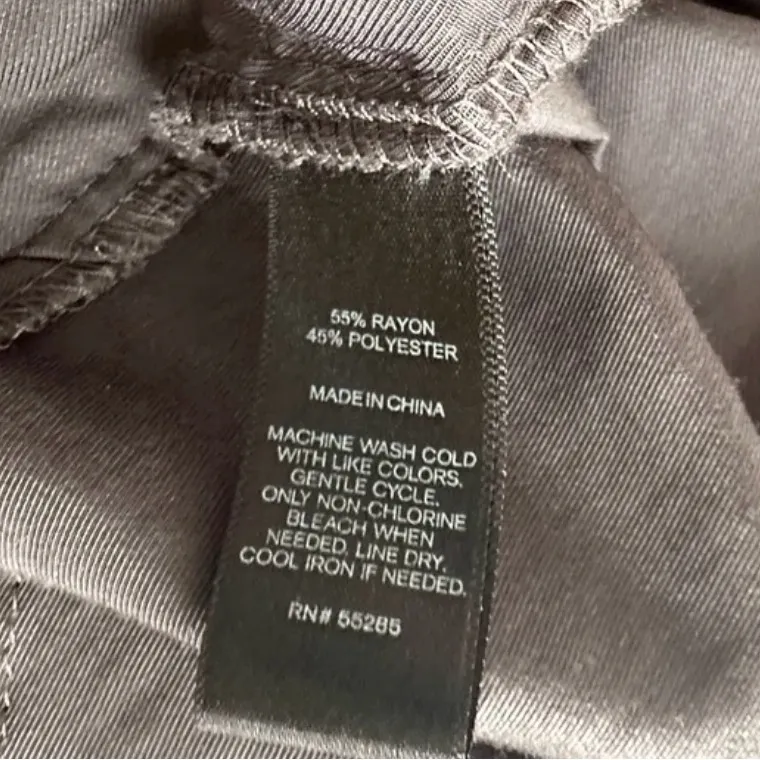 55% RAYON
45% POLYESTER
MADE IN CHINA
MACHINE WASH COLD
WITH LIKE COLORS.
GENTLE CYCLE.
ONLY NON-CHLORINE
BLEACH WHEN
NEEDED. LINE DRY.
COOL IRON IF NEEDED.
RN# 55285